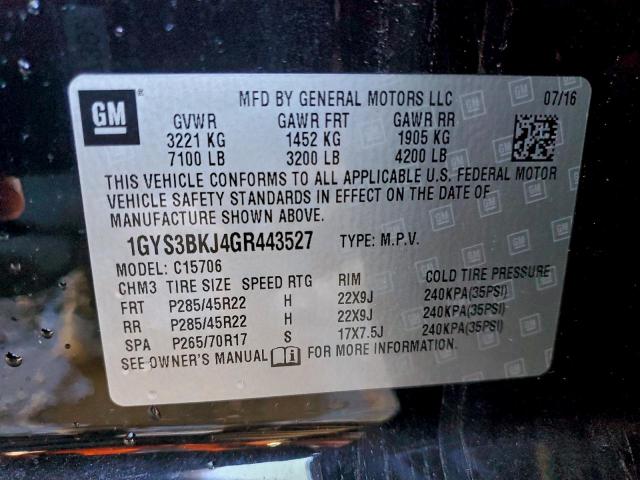 GM
MFD BY GENERAL MOTORS LLC 07/16
GVWR GAWR FRT GAWR RR
3221 KG 1452 KG 1905 KG
7100 LB 3200 LB 4200 LB
THIS VEHICLE CONFORMS TO ALL APPLICABLE U.S. FEDERAL MOTOR
VEHICLE SAFETY STANDARDS IN EFFECT ON THE DATE OF
MANUFACTURE SHOWN ABOVE.
1GYS3BKJ4GR443527 TYPE: M.P.V.
MODEL: C15706
CHM3 TIRE SIZE SPEED RTG RIM COLD TIRE PRESSURE
FRT P285/45R22 H 22X9J 240KPA(35PSI)
RR P285/45R22 H 22X9J 240KPA(35PSI)
SPA P265/70R17 S 17X7.5J 240KPA(35PSI)
SEE OWNER'S MANUAL FOR MORE INFORMATION.